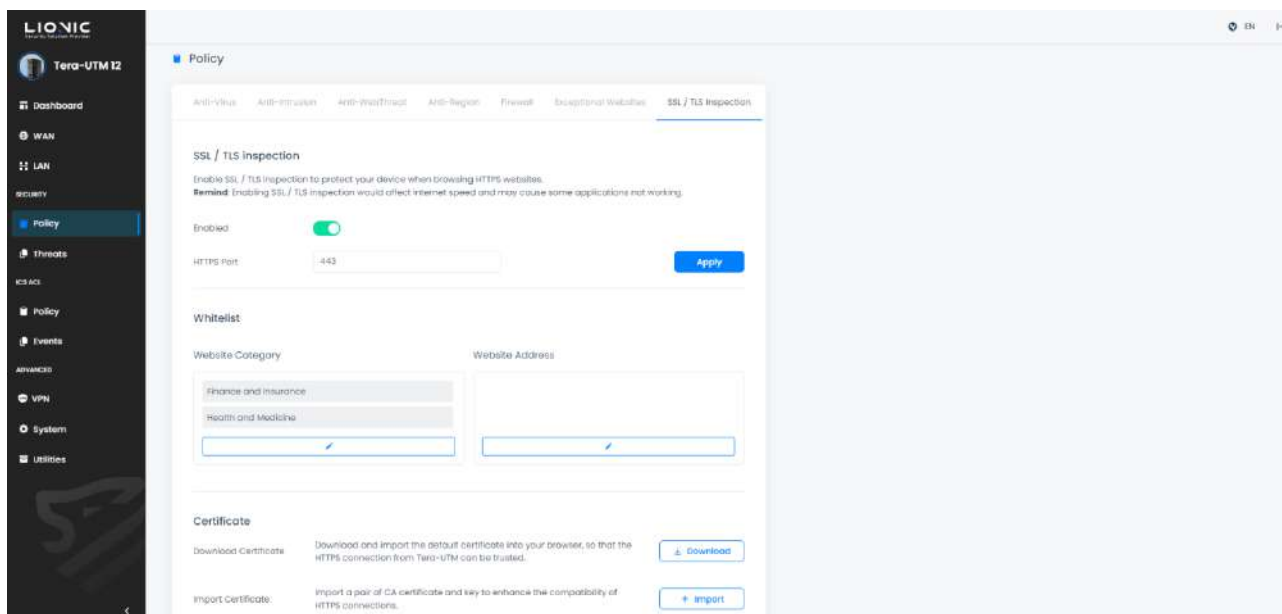 LIONIC
Security Solution Provider
EN
Tera-UTM 12
Policy
Dashboard
WAN
LAN
SECURITY
Policy
Threats
ICS ACL
Policy
Events
ADVANCED
VPN
System
Utilities
Anti-Virus Anti-Intrusion Anti-WebThreat Anti-Region Firewall Exceptional Websites SSL / TLS Inspection
SSL / TLS inspection
Enable SSL / TLS Inspection to protect your device when browsing HTTPS websites.
Remind: Enabling SSL / TLS inspection would affect internet speed and may cause some applications not working.
Enabled
HTTPS Port 443 Apply
Whitelist
Website Category Website Address
Finance and Insurance
Health and Medicine
Certificate
Download Certificate Download and import the default certificate into your browser, so that the
HTTPS connection from Tera-UTM can be trusted.
Download
Import Certificate: Import a pair of CA certificate and key to enhance the compatibility of
HTTPS connections.
+ Import